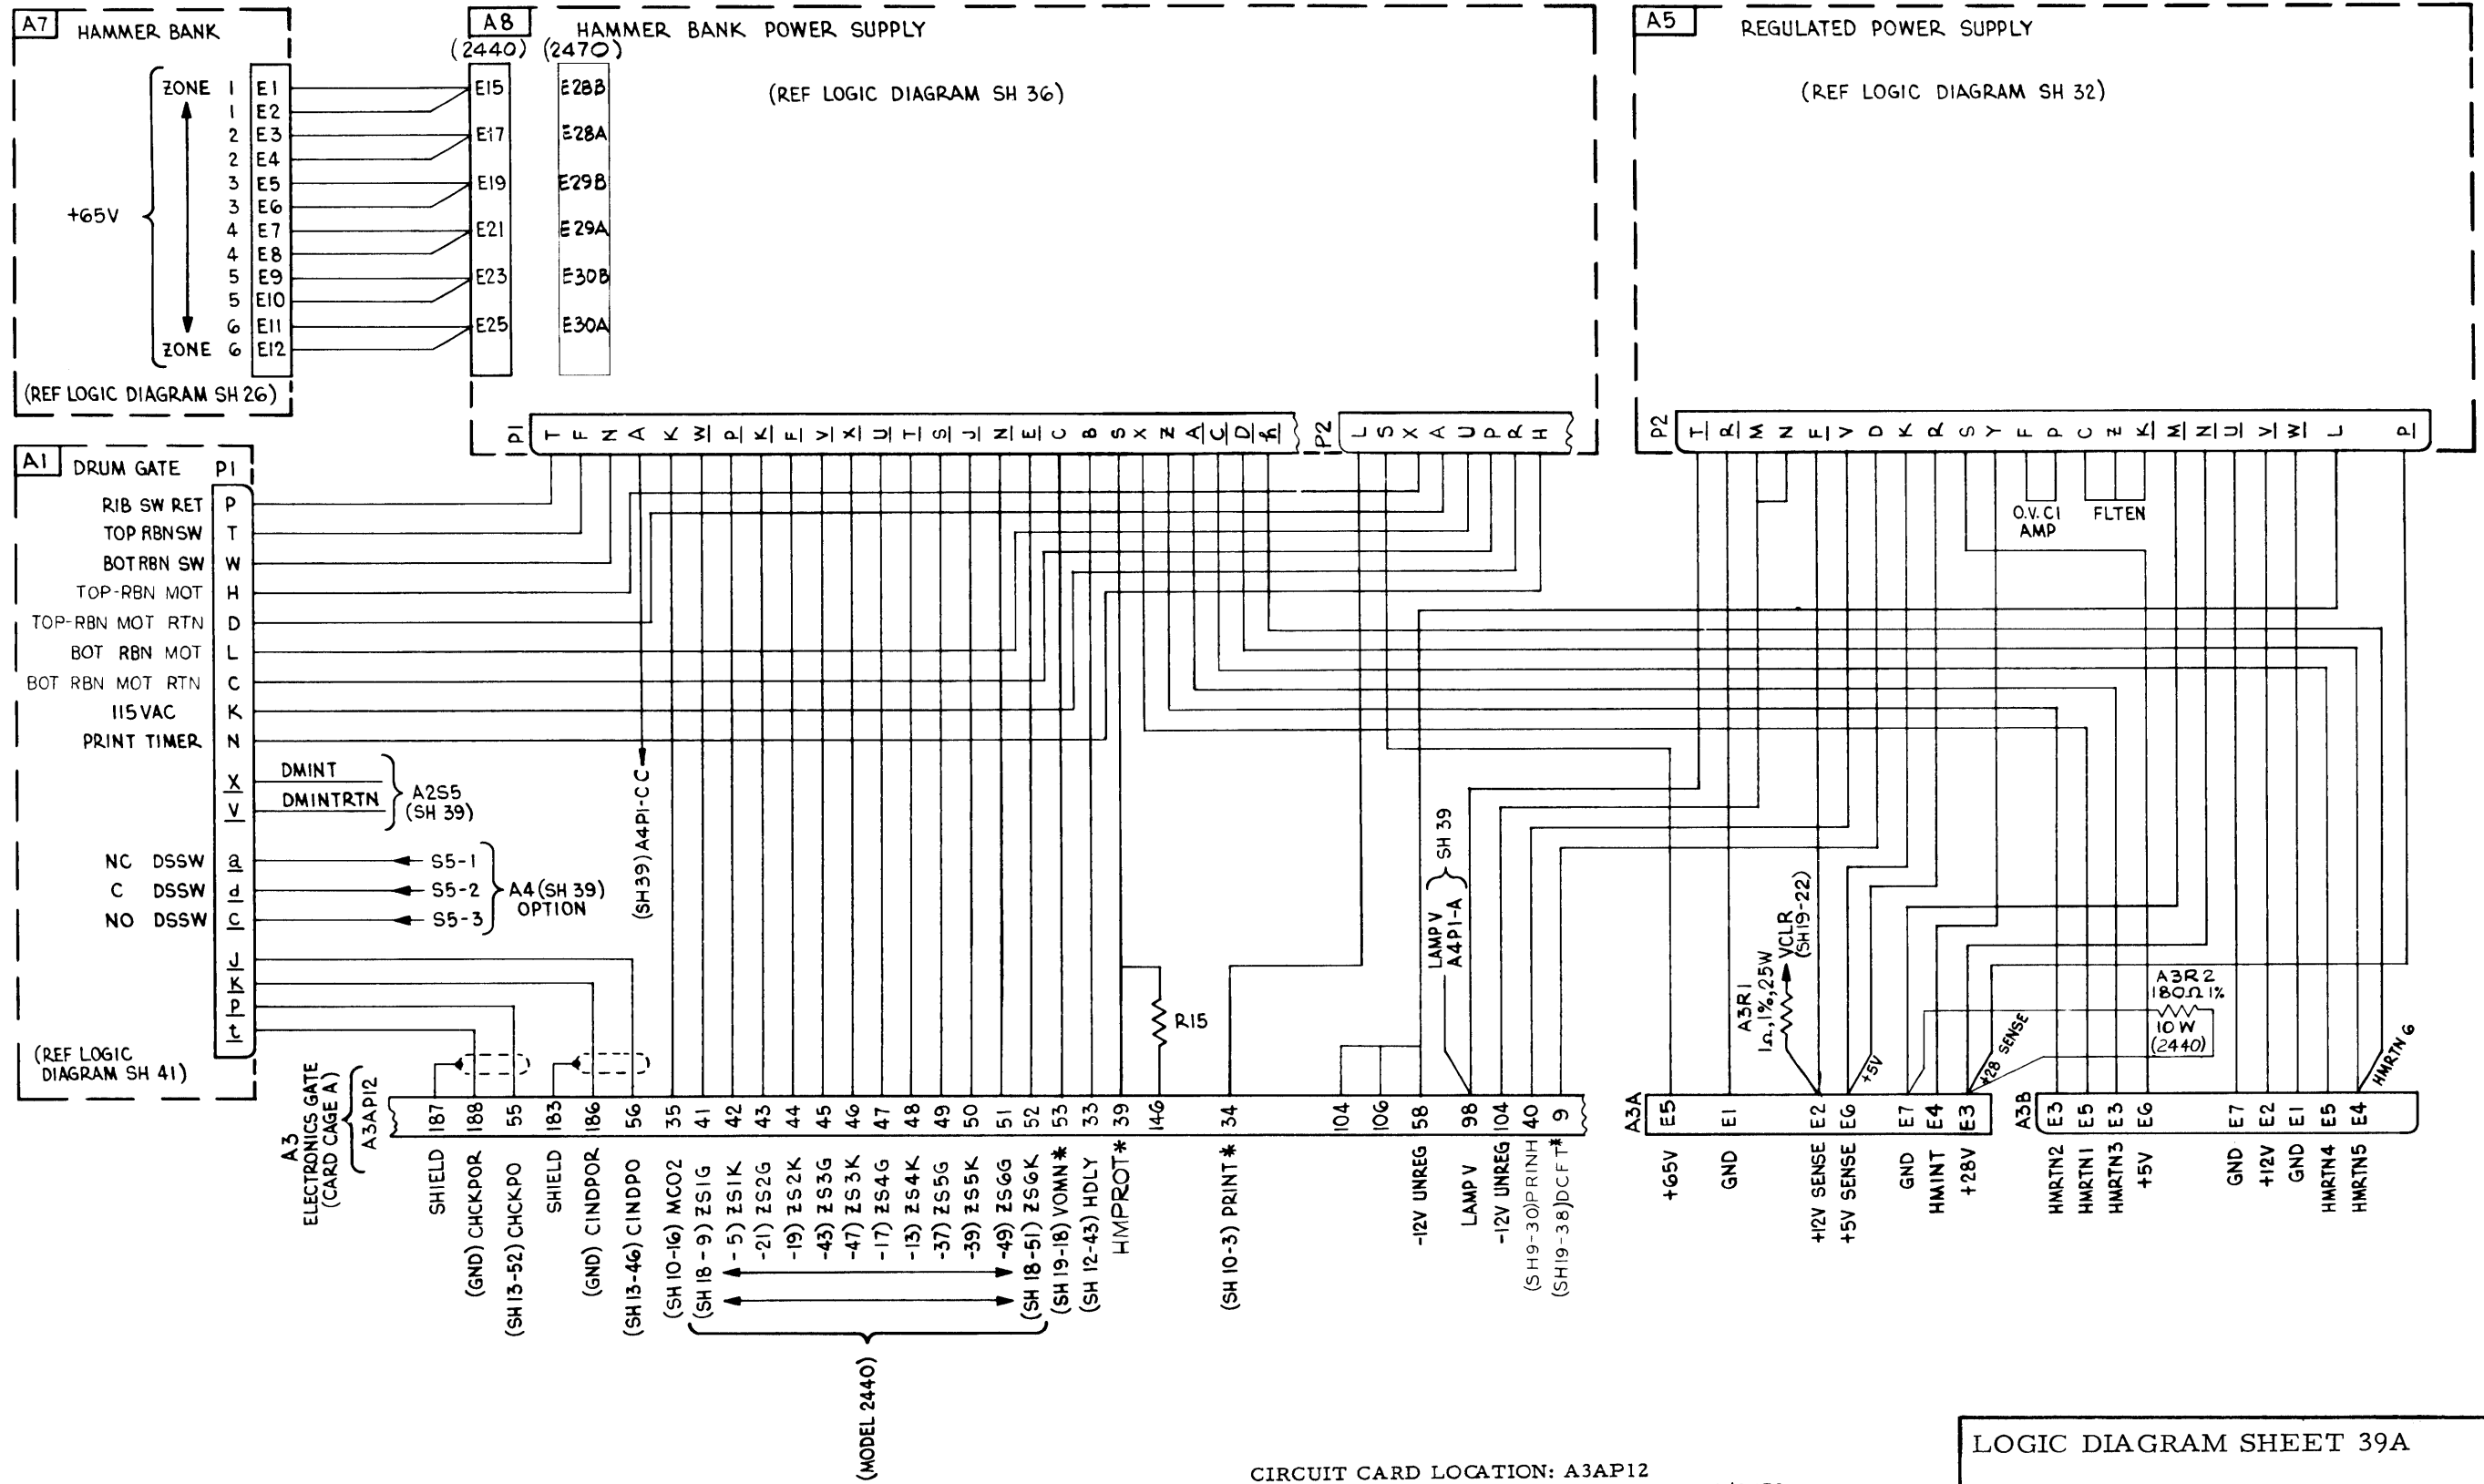 A7 HAMMER BANK
ZONE 1 E1
1 E2
2 E3
2 E4
3 E5
3 E6
+65V
4 E7
4 E8
5 E9
5 E10
6 E11
ZONE 6 E12
(REF LOGIC DIAGRAM SH 26)
A8 HAMMER BANK POWER SUPPLY
(2440) (2470)
(REF LOGIC DIAGRAM SH 36)
E15 E28B
E17 E28A
E19 E29B
E21 E29A
E23 E30B
E25 E30A
P1 T F N A K W P K F V X U T S J N E C B S X Z A C D R
P2 L S X A U P R H
A5 REGULATED POWER SUPPLY
(REF LOGIC DIAGRAM SH 32)
P2 T R M N F V D K R S Y F P C Z K M N U V W L P
O.V. C1
AMP
FLTEN
A1 DRUM GATE P1
RIB SW RET P
TOP RBN SW T
BOT RBN SW W
TOP-RBN MOT H
TOP-RBN MOT RTN D
BOT RBN MOT L
BOT RBN MOT RTN C
115VAC K
PRINT TIMER N
X DMINT
V DMINTRTN
A2S5
(SH 39)
NC DSSW a S5-1
C DSSW d S5-2
NO DSSW c S5-3
A4 (SH 39)
OPTION
J
K
P
t
(REF LOGIC
DIAGRAM SH 41)
(SH39) A4P1-CC
R15
LAMP V
A4P1-A
SH 39
A3R1
1Ω,1%,25W
VCLR
(SH19-22)
+5V
+28 SENSE
A3R2
180Ω 1%
10W
(2440)
HMRTN 6
A3
ELECTRONICS GATE
(CARD CAGE A)
A3AP12
187 188 55 183 186 56 35 41 42 43 44 45 46 47 48 49 50 51 52 53 33 39 146 34 104 106 58 98 104 40 9
SHIELD
(GND) CHCKPOR
(SH13-52) CHCKPO
SHIELD
(GND) CINDPOR
(SH13-46) CINDPO
(SH10-16) MCO2
(SH 18-9) ZS1G
-5) ZS1K
-21) ZS2G
-19) ZS2K
-43) ZS3G
-47) ZS3K
-17) ZS4G
-13) ZS4K
-37) ZS5G
-39) ZS5K
-49) ZS6G
(SH 18-51) ZS6K
(SH 19-18) VOMN*
(SH 12-43) HDLY
HMPROT*
(SH 10-3) PRINT*
-12V UNREG
LAMP V
-12V UNREG
(SH9-30) PRINH
(SH19-38) DCFT*
(MODEL 2440)
A3A E5 E1 E2 E6 E7 E4 E3
+65V
GND
+12V SENSE
+5V SENSE
GND
HMINT
+28V
A3B E3 E5 E3 E6 E7 E2 E1 E5 E4
HMRTN2
HMRTN1
HMRTN3
+5V
GND
+12V
GND
HMRTN4
HMRTN5
CIRCUIT CARD LOCATION: A3AP12
LOGIC DIAGRAM SHEET 39A